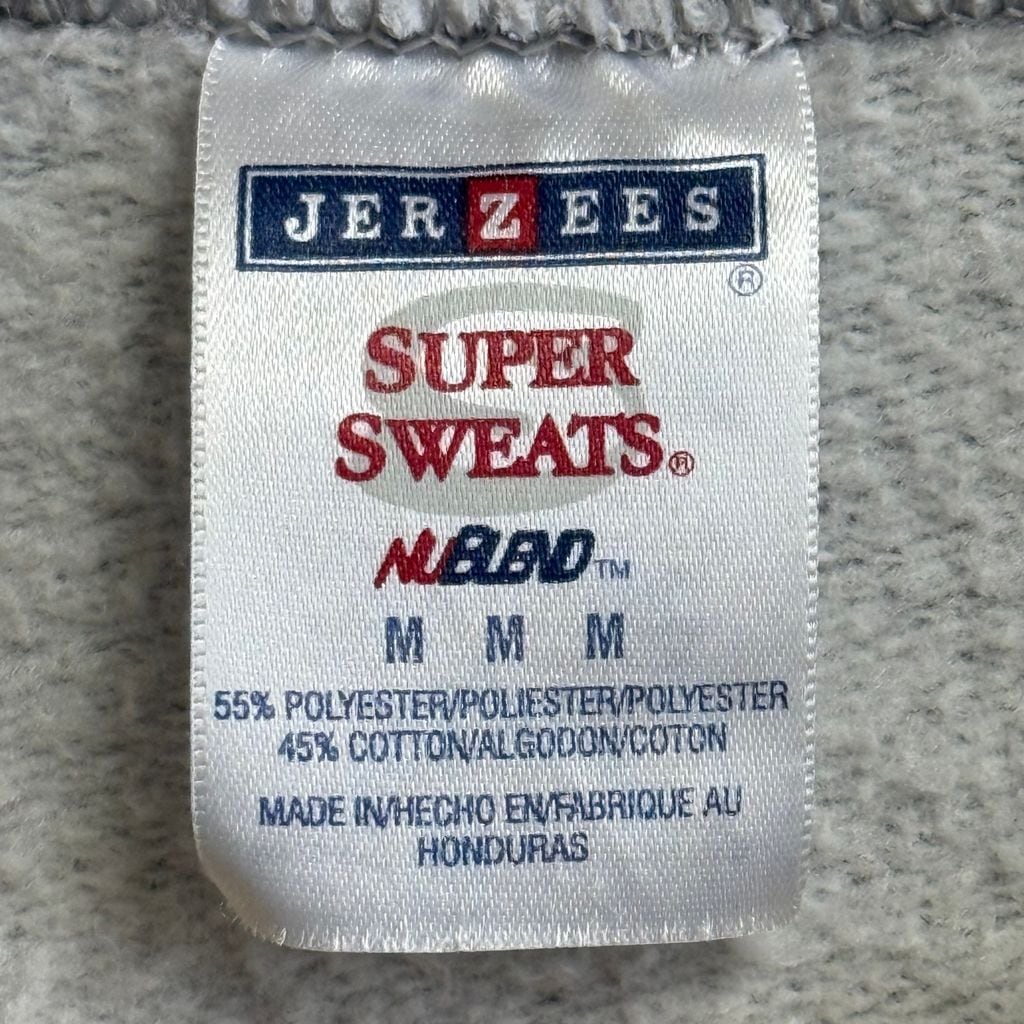 JERZEES
®
SUPER
SWEATS®
NUBLEND™
M M M
55% POLYESTER/POLIESTER/POLYESTER
45% COTTON/ALGODON/COTON
MADE IN/HECHO EN/FABRIQUE AU
HONDURAS